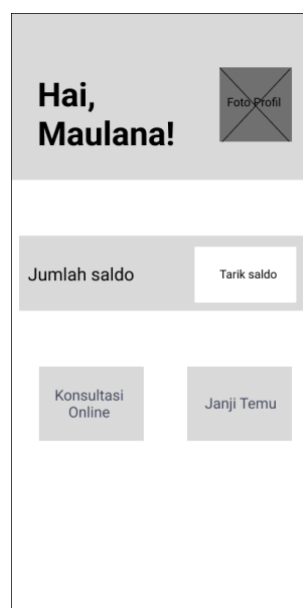 Hai,
Maulana!
Foto Profil
Jumlah saldo
Tarik saldo
Konsultasi
Online
Janji Temu